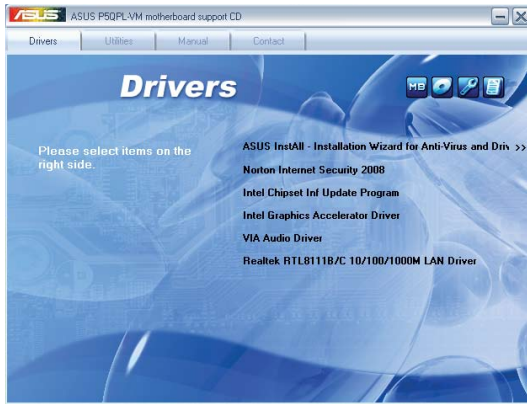 ASUS ASUS P5QPL-VM motherboard support CD
Drivers Utilities Manual Contact
Drivers
MB
Please select items on the
right side.
ASUS InstAll - Installation Wizard for Anti-Virus and Driv >>
Norton Internet Security 2008
Intel Chipset Inf Update Program
Intel Graphics Accelerator Driver
VIA Audio Driver
Realtek RTL8111B/C 10/100/1000M LAN Driver